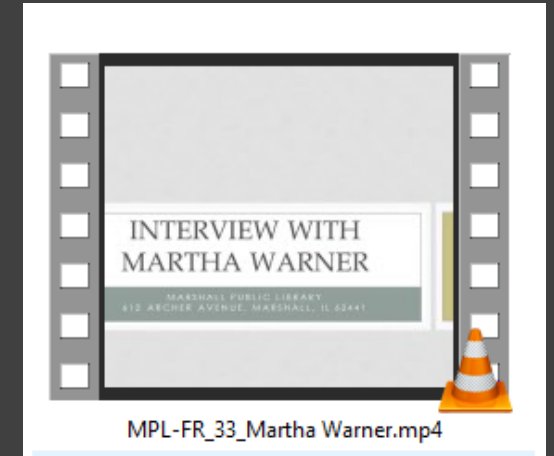 INTERVIEW WITH
MARTHA WARNER
MARSHALL PUBLIC LIBRARY
612 ARCHER AVENUE, MARSHALL, IL 62441
MPL-FR_33_Martha Warner.mp4